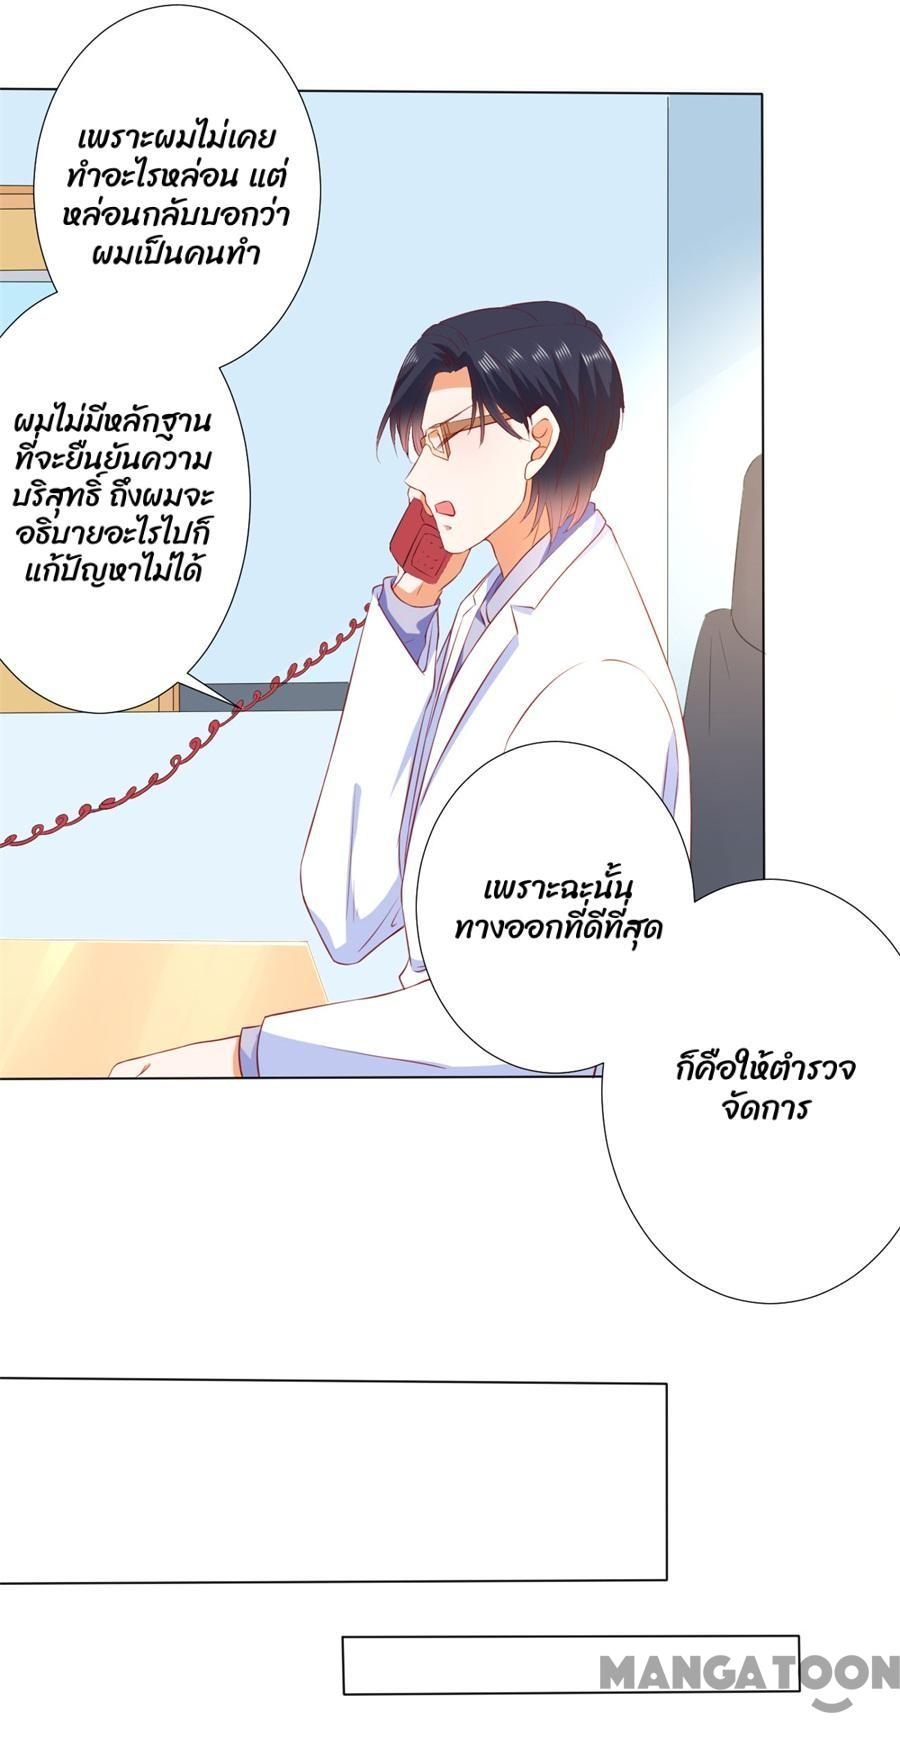 เพราะผมไม่เคย
ทำอะไรหล่อน แต่
หล่อนกลับบอกว่า
ผมเป็นคนทำ
ผมไม่มีหลักฐาน
ที่จะยืนยันความ
บริสุทธิ์ ถึงผมจะ
อธิบายอะไรไปก็
แก้ปัญหาไม่ได้
เพราะฉะนั้น
ทางออกที่ดีที่สุด
ก็คือให้ตำรวจ
จัดการ
MANGATOON